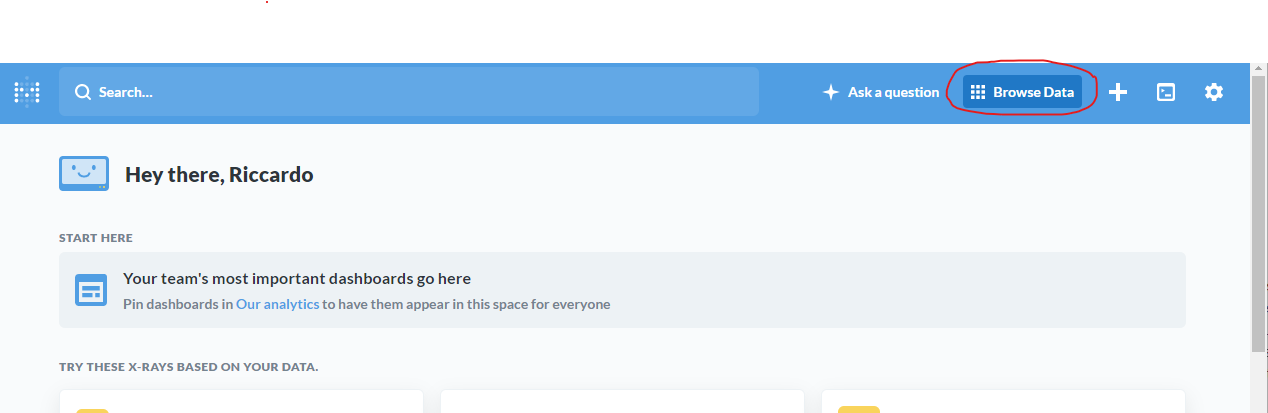 Search...
Ask a question
Browse Data
Hey there, Riccardo
START HERE
Your team's most important dashboards go here
Pin dashboards in Our analytics to have them appear in this space for everyone
TRY THESE X-RAYS BASED ON YOUR DATA.